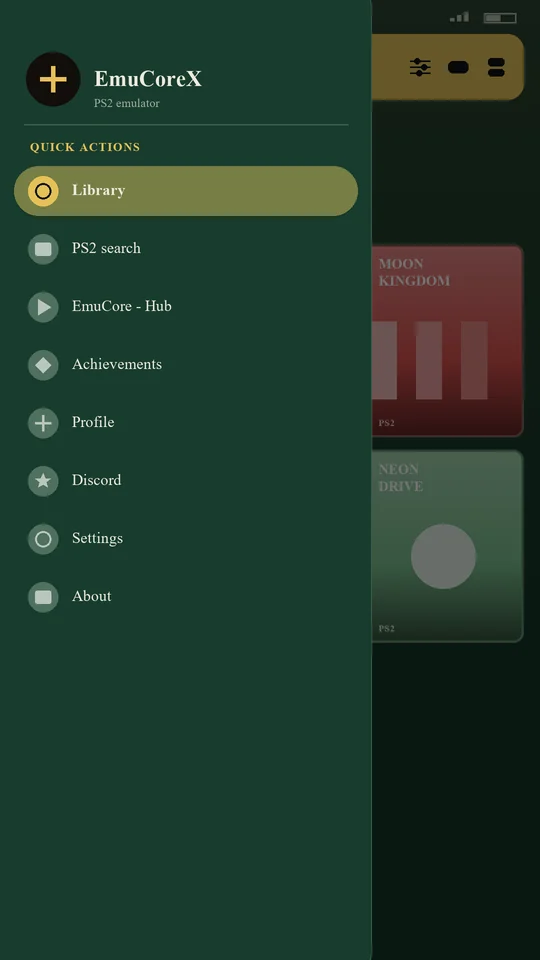 EmuCoreX
PS2 emulator
QUICK ACTIONS
Library
PS2 search
EmuCore - Hub
Achievements
Profile
Discord
Settings
About
MOON
KINGDOM
PS2
NEON
DRIVE
PS2